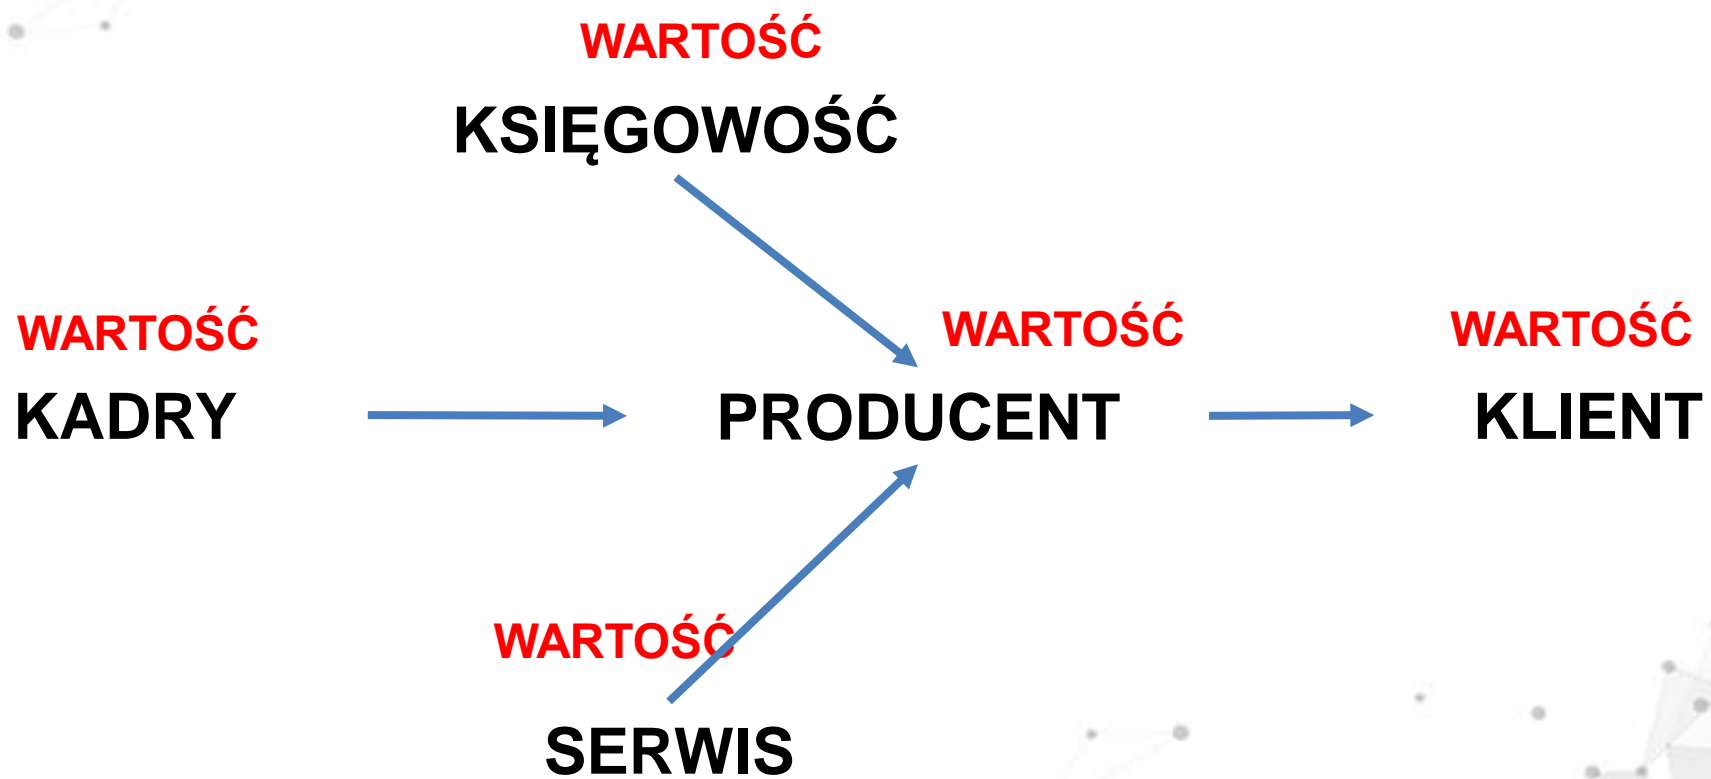 WARTOŚĆ
KSIĘGOWOŚĆ
WARTOŚĆ
WARTOŚĆ
WARTOŚĆ
KADRY
PRODUCENT
KLIENT
WARTOŚĆ
SERWIS